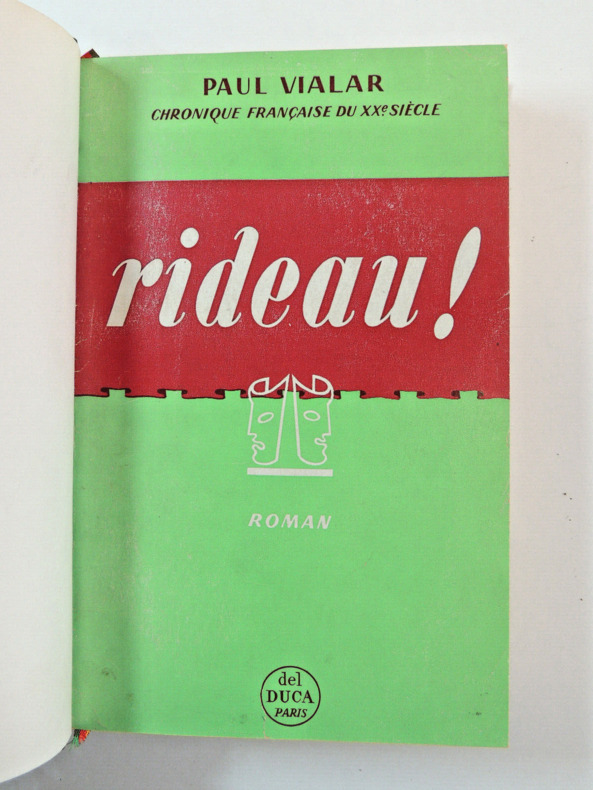 PAUL VIALAR
CHRONIQUE FRANÇAISE DU XXe SIÈCLE
rideau!
ROMAN
del
DUCA
PARIS